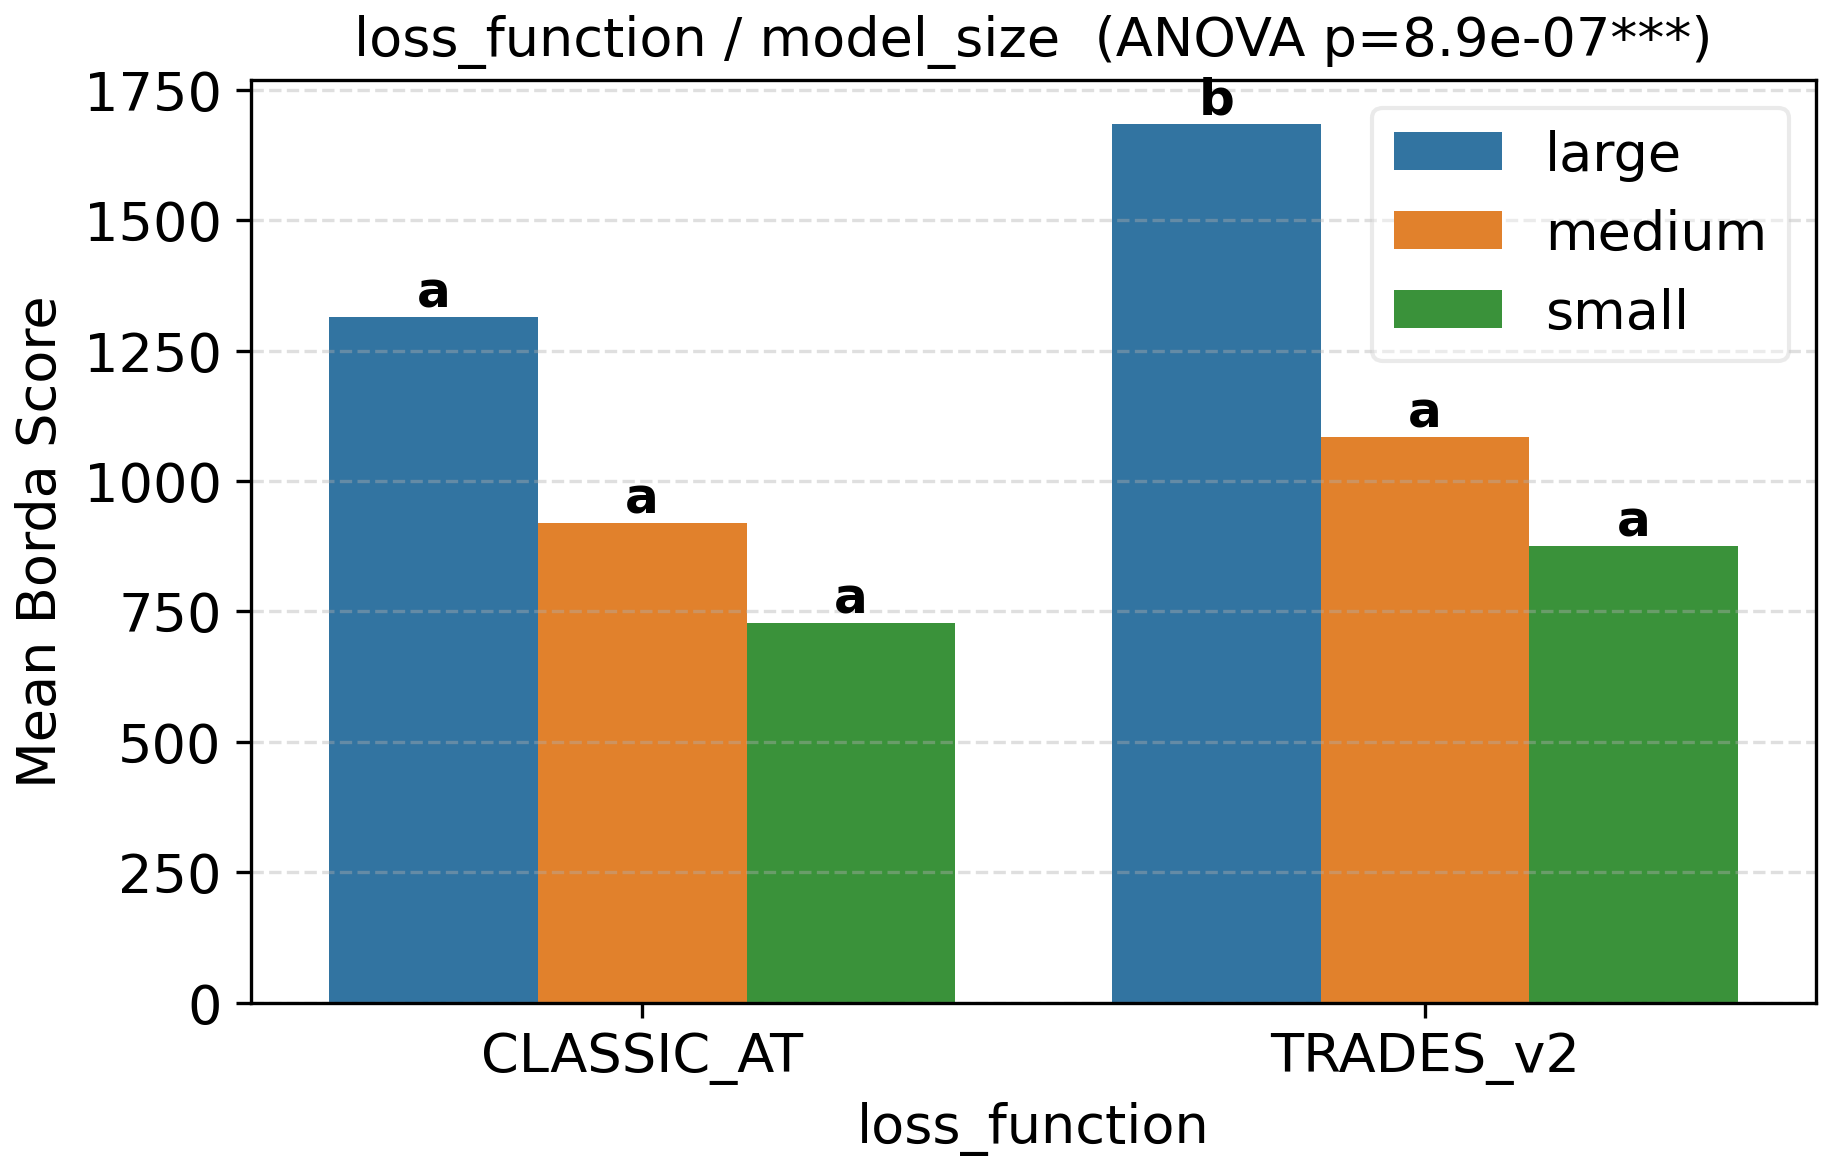 loss_function / model_size  (ANOVA p=8.9e-07***)
Mean Borda Score
1750
1500
1250
1000
750
500
250
0
a
a
a
b
a
a
large
medium
small
CLASSIC_AT
TRADES_v2
loss_function